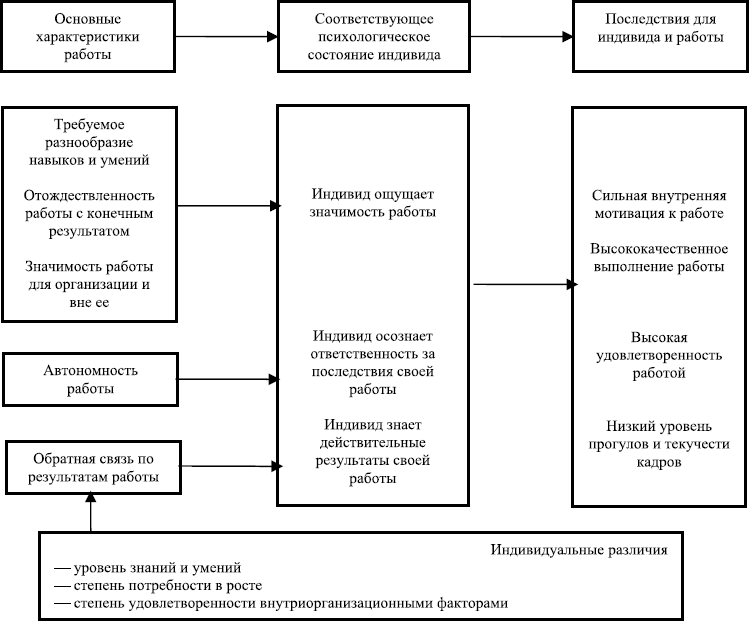 Основные
характеристики
работы
Соответствующее
психологическое
состояние индивида
Последствия для
индивида и работы
Требуемое
разнообразие
навыков и умений
Отождествленность
работы с конечным
результатом
Значимость работы
для организации и
вне ее
Автономность
работы
Обратная связь по
результатам работы
Индивид ощущает
значимость работы
Индивид осознает
ответственность за
последствия своей
работы
Индивид знает
действительные
результаты своей
работы
Сильная внутренняя
мотивация к работе
Высококачественное
выполнение работы
Высокая
удовлетворенность
работой
Низкий уровень
прогулов и текучести
кадров
Индивидуальные различия
— уровень знаний и умений
— степень потребности в росте
— степень удовлетворенности внутриорганизационными факторами